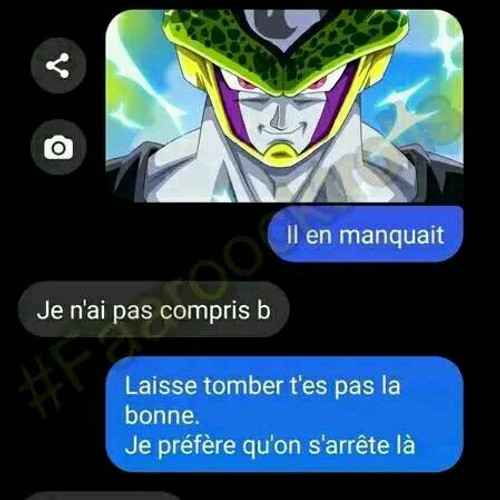 Il en manquait
Je n'ai pas compris b
Laisse tomber t'es pas la
bonne.
Je préfère qu'on s'arrête là